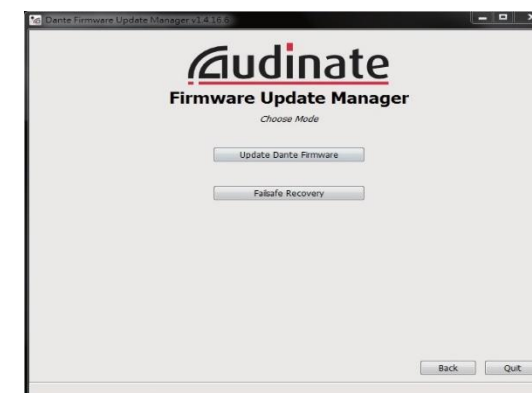 Dante Firmware Update Manager v1.4.16.6
Audinate
Firmware Update Manager
Choose Mode
Update Dante Firmware
Failsafe Recovery
Back
Quit